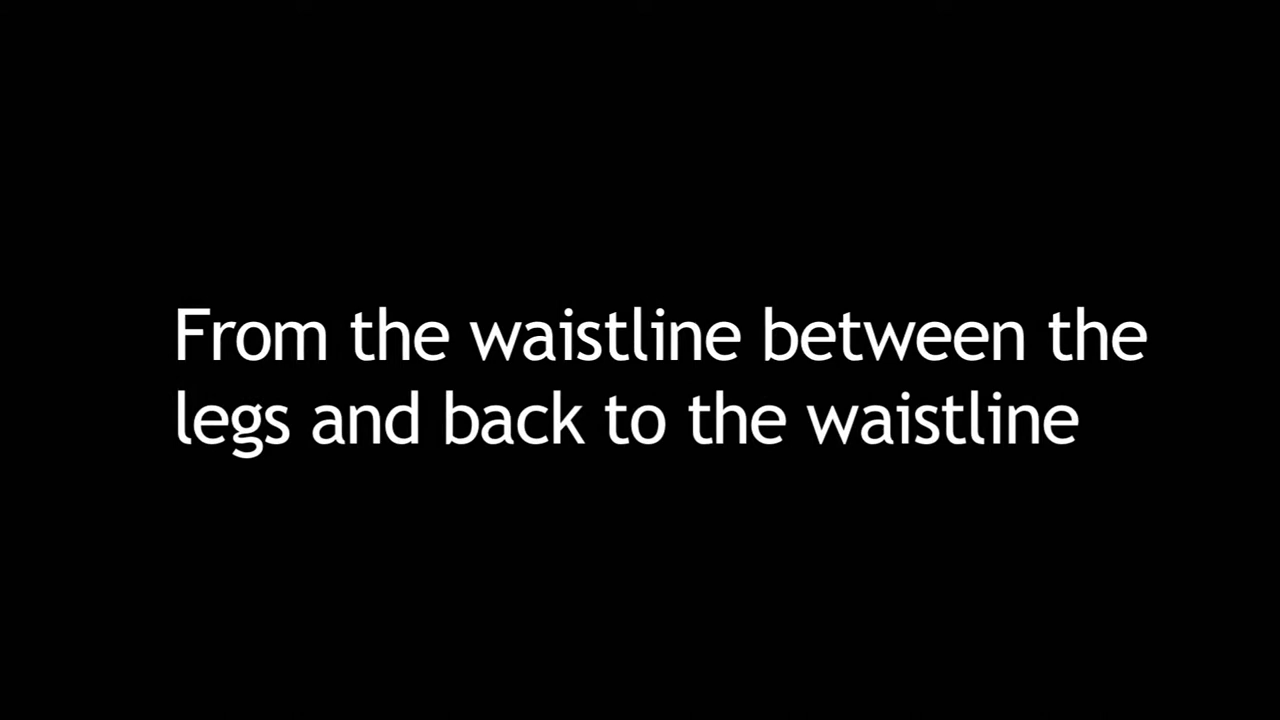 From the waistline between the
legs and back to the waistline